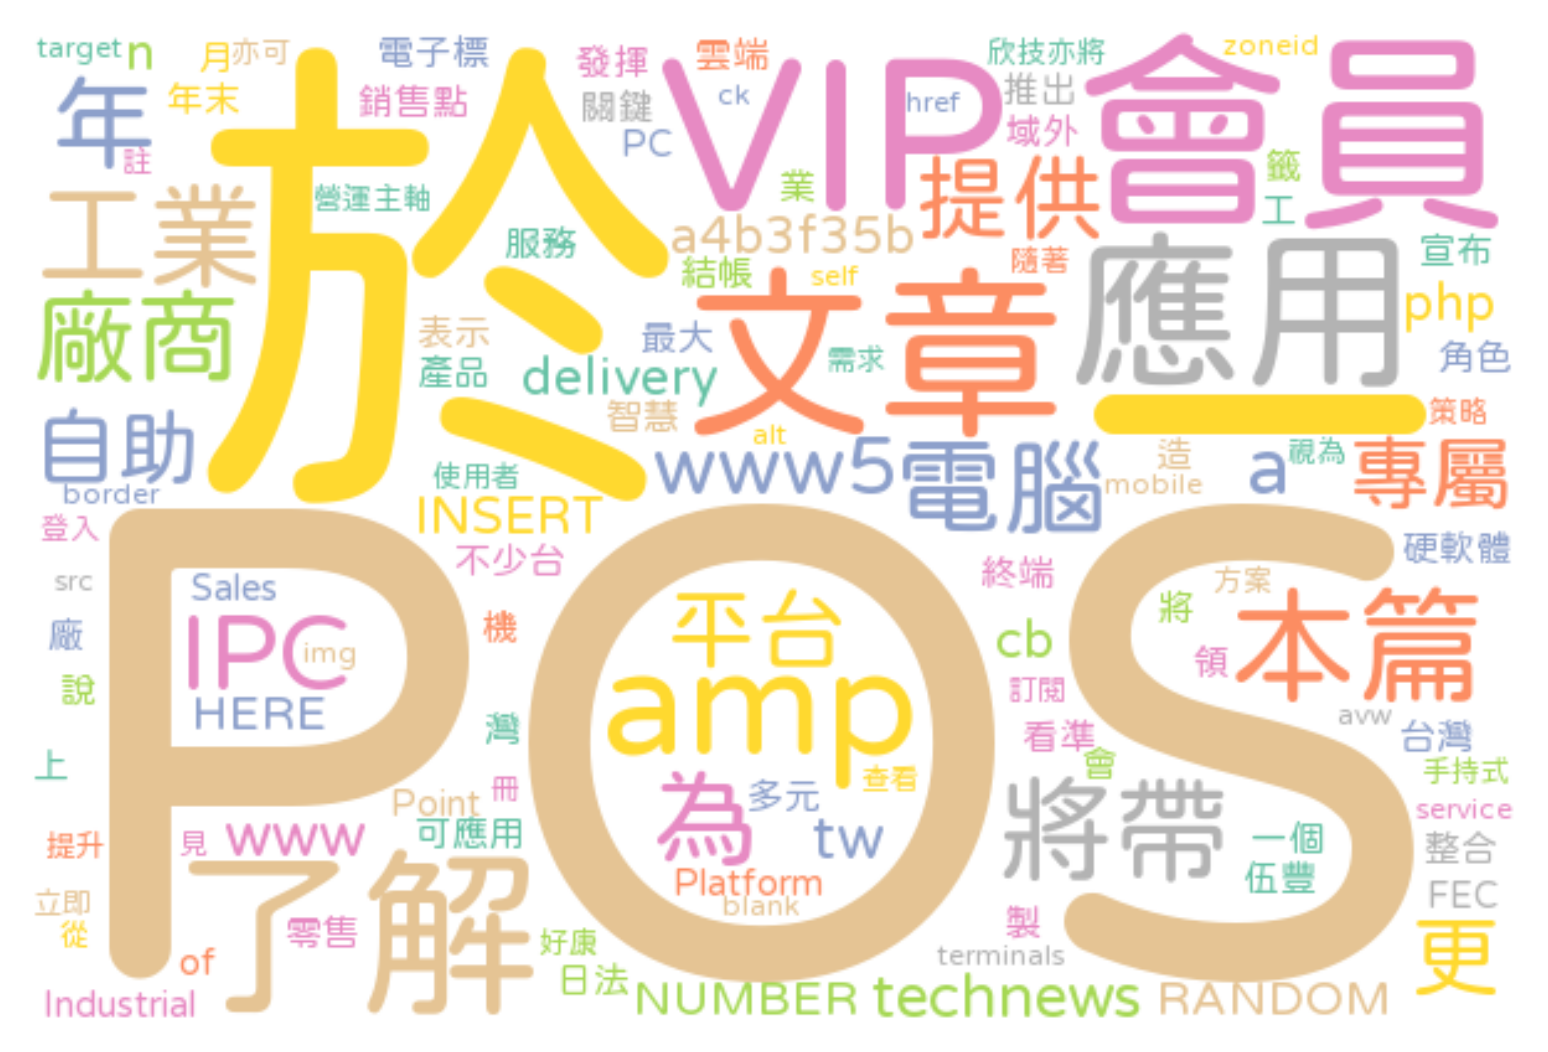 target
n
月
亦可
電子標
發揮
雲端
VIP
會員
欣技亦將
zoneid
年
年末
銷售點
關鍵
ck
href
推出
註
於
PC
域外
工業
營運主軸
業
提供
籤
工
服務
a4b3f35b
隨著
宣布
廠商
結帳
self
文章
應用
php
表示
最大
需求
角色
產品
delivery
智慧
一
策略
自助
alt
使用者
www5
電腦
造
a
視為
專屬
border
mobile
INSERT
登入
POS
不少台
終端
硬軟體
src
Sales
平台
方案
廠
IPC
img
機
amp
cb
將
本篇
說
HERE
訂閱
領
灣
看準
avw
台灣
上
會
手持式
冊
為
多元
查看
將帶
Point
service
提升
見
www
可應用
tw
一個
整合
立即
了解
Platform
伍豐
FEC
從
零售
blank
製
更
of
好康
terminals
日法
Industrial
NUMBER
technews
RANDOM